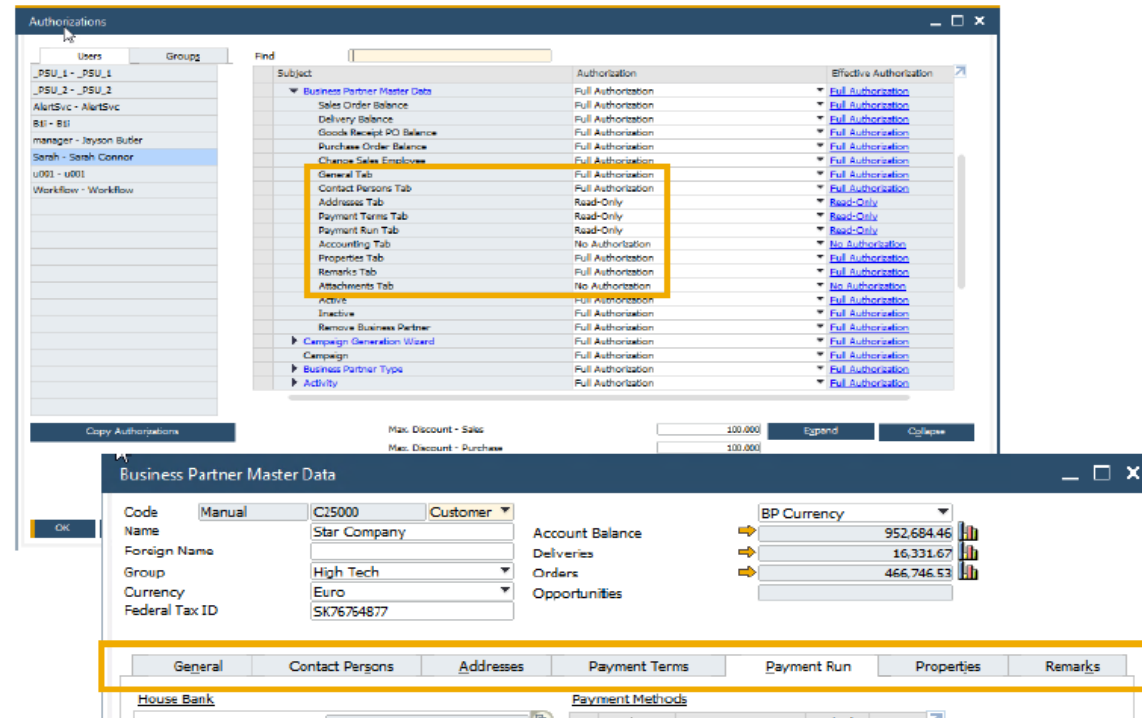 Authorizations
Users Groups Find
Subject Authorization Effective Authorization
_PSU_1 - _PSU_1
_PSU_2 - _PSU_2
AlertSvc - AlertSvc
B1i - B1i
manager - Jayson Butler
Sarah - Sarah Connor
u001 - u001
Workflow - Workflow
Business Partner Master Data Full Authorization Full Authorization
Sales Order Balance Full Authorization Full Authorization
Delivery Balance Full Authorization Full Authorization
Goods Receipt PO Balance Full Authorization Full Authorization
Purchase Order Balance Full Authorization Full Authorization
Change Sales Employee Full Authorization Full Authorization
General Tab Full Authorization Full Authorization
Contact Persons Tab Full Authorization Full Authorization
Addresses Tab Read-Only Read-Only
Payment Terms Tab Read-Only Read-Only
Payment Run Tab Read-Only Read-Only
Accounting Tab No Authorization No Authorization
Properties Tab Full Authorization Full Authorization
Remarks Tab Full Authorization Full Authorization
Attachments Tab No Authorization No Authorization
Active Full Authorization Full Authorization
Inactive Full Authorization Full Authorization
Remove Business Partner Full Authorization Full Authorization
Campaign Generation Wizard Full Authorization Full Authorization
Campaign Full Authorization Full Authorization
Business Partner Type Full Authorization Full Authorization
Activity Full Authorization Full Authorization
Copy Authorizations Max. Discount - Sales 100.000 Expand Collapse
Max. Discount - Purchase 100.000
OK
Business Partner Master Data
Code Manual C25000 Customer BP Currency
Name Star Company Account Balance 952,684.46
Foreign Name Deliveries 16,331.67
Group High Tech Orders 466,746.53
Currency Euro Opportunities
Federal Tax ID SK76764877
General Contact Persons Addresses Payment Terms Payment Run Properties Remarks
House Bank Payment Methods